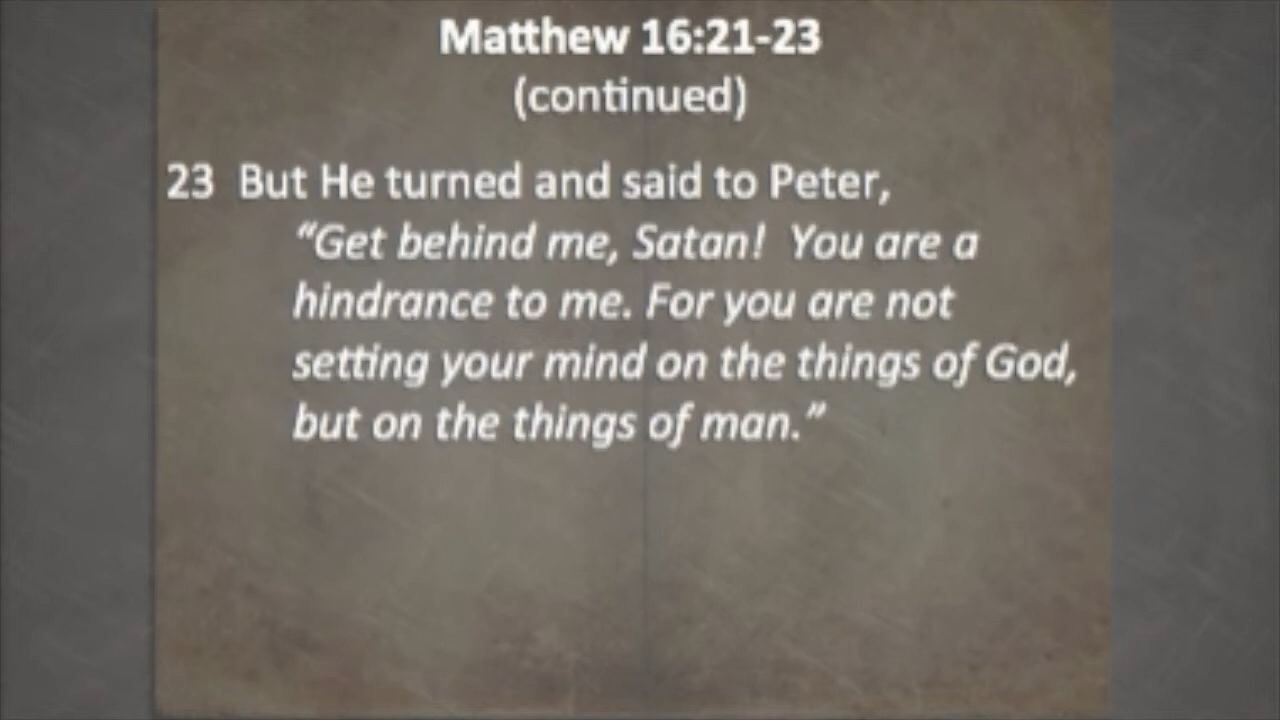 Matthew 16:21-23
(continued)
23 But He turned and said to Peter,
“Get behind me, Satan! You are a
hindrance to me. For you are not
setting your mind on the things of God,
but on the things of man.”